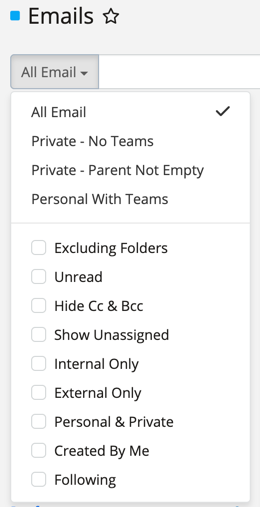 Emails
All Email
All Email
Private - No Teams
Private - Parent Not Empty
Personal With Teams
Excluding Folders
Unread
Hide Cc & Bcc
Show Unassigned
Internal Only
External Only
Personal & Private
Created By Me
Following